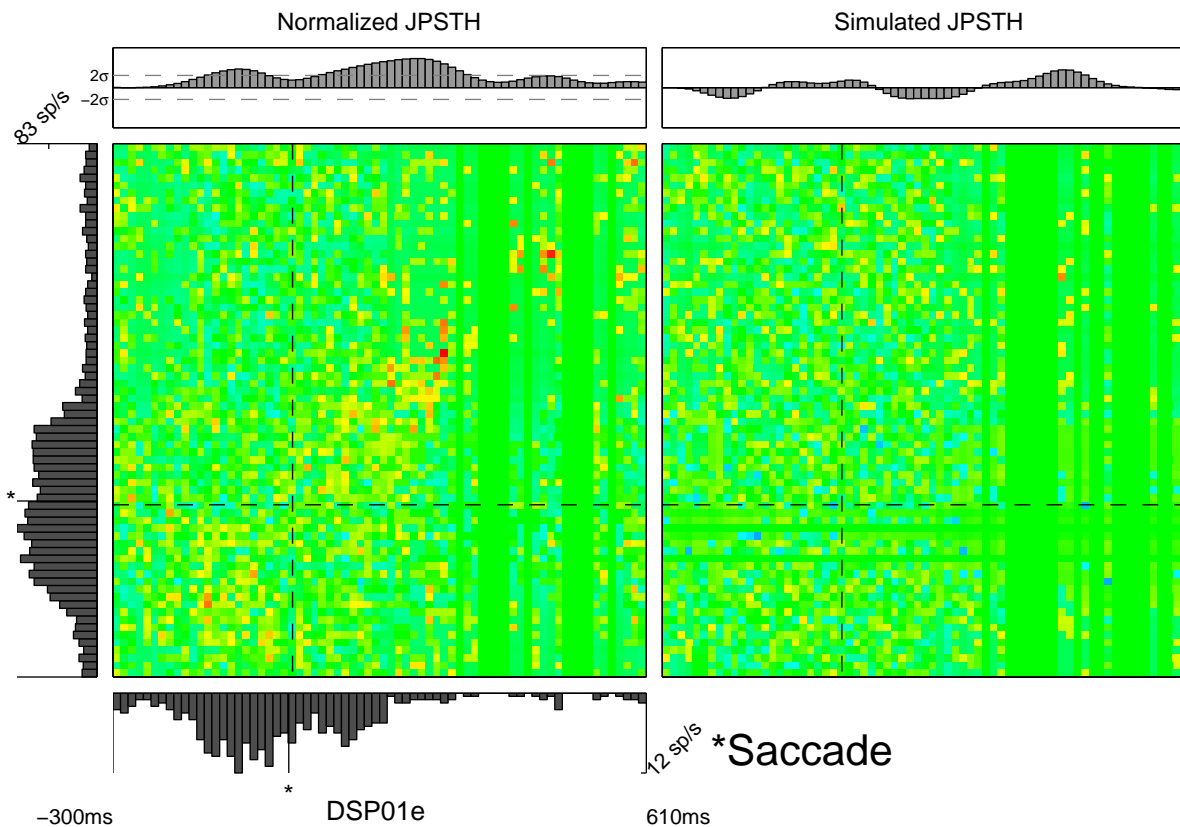 Normalized JPSTH
Simulated JPSTH
2σ
−2σ
83 sp/s
*
12 sp/s
*Saccade
*
DSP01e
−300ms
610ms